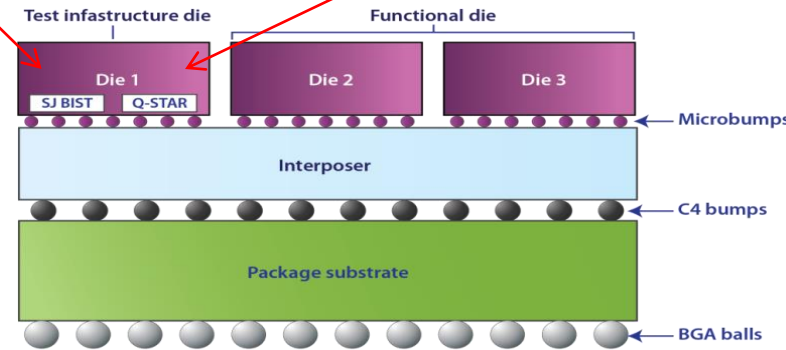 Test infastructure die
Functional die
Die 1
Die 2
Die 3
SJ BIST
Q-STAR
Microbumps
Interposer
C4 bumps
Package substrate
BGA balls